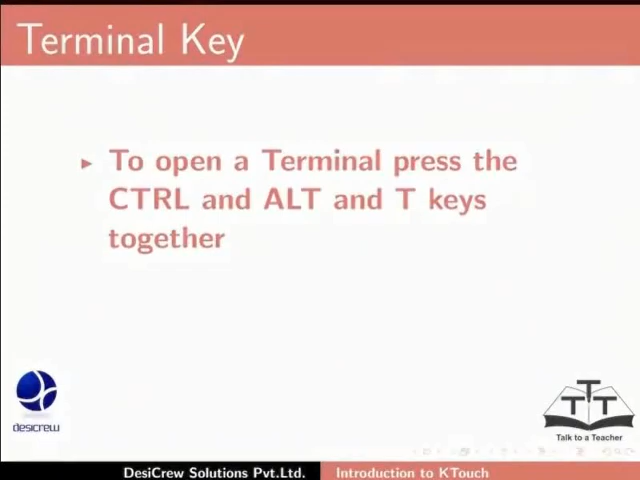 Terminal Key
To open a Terminal press the
CTRL and ALT and T keys
together
desicrew
T T T
Talk to a Teacher
DesiCrew Solutions Pvt.Ltd.
Introduction to KTouch